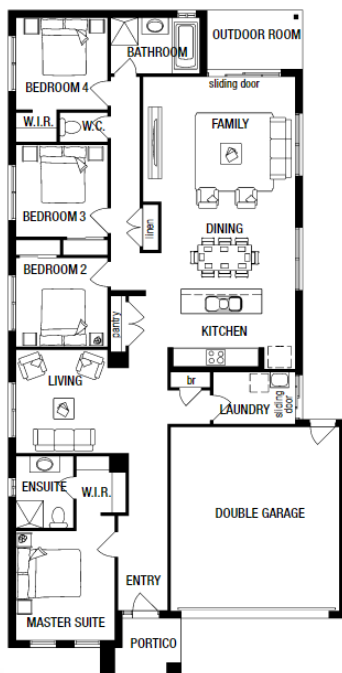 OUTDOOR ROOM
BATHROOM
BEDROOM 4
sliding door
W.I.R.
W.C.
FAMILY
BEDROOM 3
linen
DINING
BEDROOM 2
pantry
KITCHEN
LIVING
br
LAUNDRY
sliding
door
ENSUITE
W.I.R.
DOUBLE GARAGE
ENTRY
MASTER SUITE
PORTICO